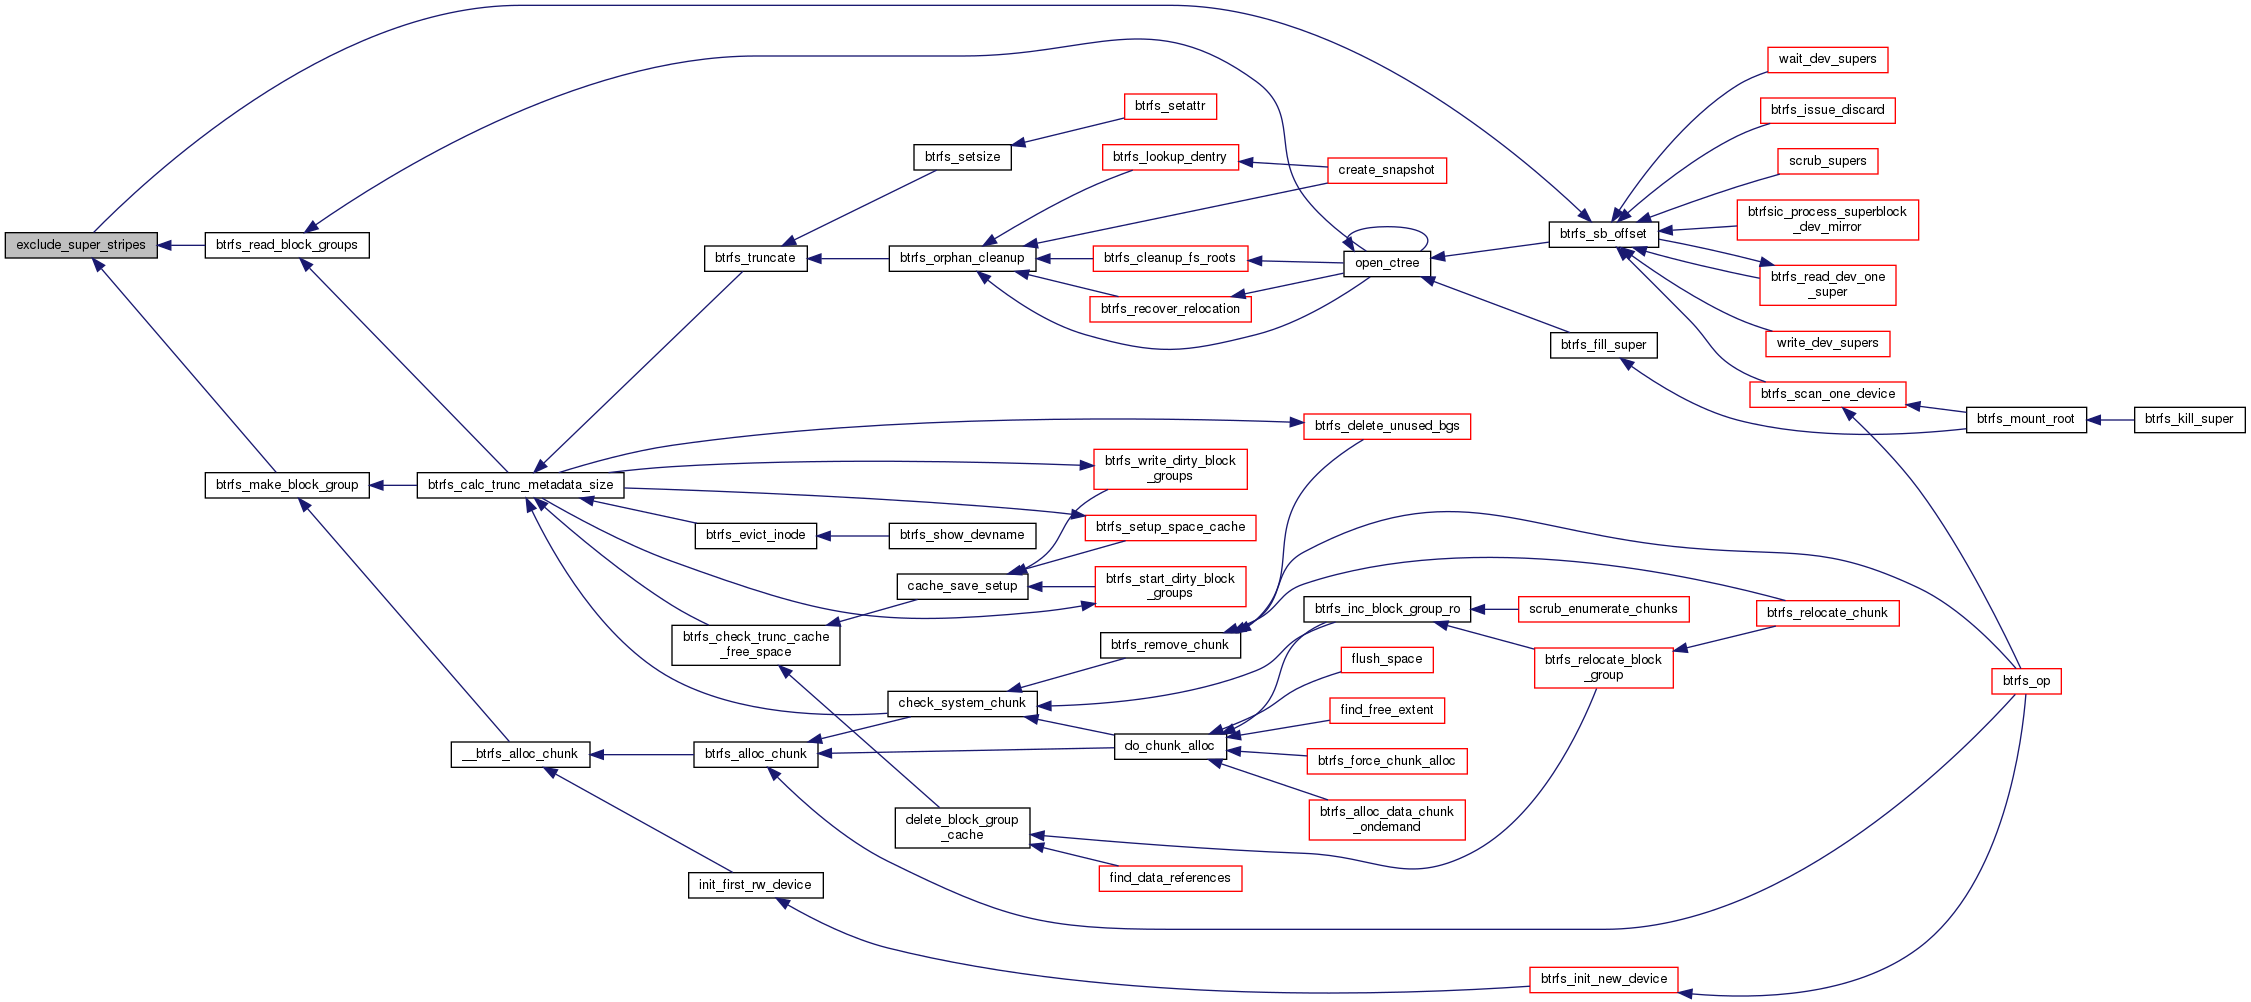 exclude_super_stripes
btrfs_read_block_groups
btrfs_make_block_group
btrfs_calc_trunc_metadata_size
__btrfs_alloc_chunk
btrfs_truncate
btrfs_evict_inode
btrfs_check_trunc_cache
_free_space
btrfs_alloc_chunk
init_first_rw_device
btrfs_setsize
btrfs_orphan_cleanup
btrfs_show_devname
cache_save_setup
check_system_chunk
delete_block_group
_cache
btrfs_setattr
btrfs_lookup_dentry
btrfs_cleanup_fs_roots
btrfs_recover_relocation
btrfs_write_dirty_block
_groups
btrfs_setup_space_cache
btrfs_start_dirty_block
_groups
btrfs_remove_chunk
do_chunk_alloc
find_data_references
create_snapshot
open_ctree
btrfs_delete_unused_bgs
btrfs_inc_block_group_ro
flush_space
find_free_extent
btrfs_force_chunk_alloc
btrfs_alloc_data_chunk
_ondemand
btrfs_sb_offset
btrfs_fill_super
scrub_enumerate_chunks
btrfs_relocate_block
_group
btrfs_init_new_device
wait_dev_supers
btrfs_issue_discard
scrub_supers
btrfsic_process_superblock
_dev_mirror
btrfs_read_dev_one
_super
write_dev_supers
btrfs_scan_one_device
btrfs_relocate_chunk
btrfs_mount_root
btrfs_op
btrfs_kill_super